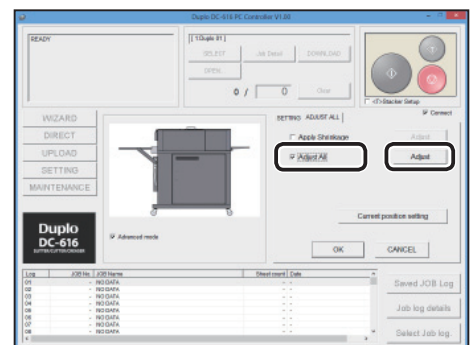 Duplo DC-616 PC Controller V1.00
READY
[ 1:Duplo 01 ]
SELECT
Job Detail
DOWNLOAD
OPEN...
0 / 0
Clear
Stacker Setup
Connect
WIZARD
DIRECT
UPLOAD
SETTING
MAINTENANCE
Duplo
DC-616
Advanced mode
SETTING ADJUST ALL
Apply Shrinkage
Adjust
Adjust All
Adjust
Current position setting
OK
CANCEL
Log JOB No. JOB Name Sheet count Date
01 - NO DATA - -
02 - NO DATA - -
03 - NO DATA - -
04 - NO DATA - -
05 - NO DATA - -
06 - NO DATA - -
07 - NO DATA - -
08 - NO DATA - -
Saved JOB Log
Job log details
Select Job log.